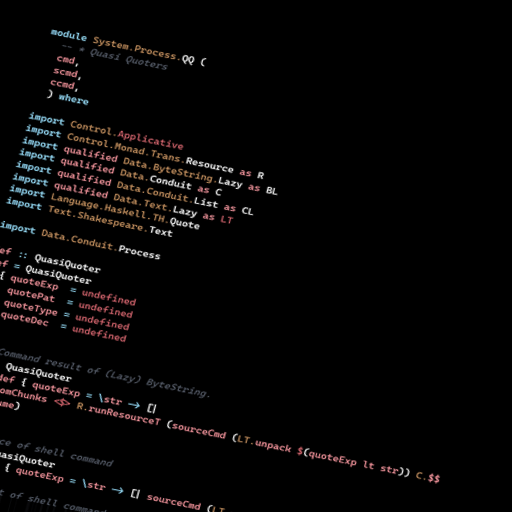 module System.Process.QQ (
-- * Quasi Quoters
cmd,
scmd,
ccmd,
) where
import Control.Applicative
import Control.Monad.Trans.Resource as R
import qualified Data.ByteString.Lazy as BL
import qualified Data.Conduit as C
import qualified Data.Conduit.List as CL
import qualified Data.Text.Lazy as LT
import Language.Haskell.TH.Quote
import Text.Shakespeare.Text
import Data.Conduit.Process
ef :: QuasiQuoter
ef = QuasiQuoter
{ quoteExp = undefined
quotePat = undefined
quoteType = undefined
quoteDec = undefined
Command result of (Lazy) ByteString.
QuasiQuoter
def { quoteExp = \str -> [|
omChunks <$> R.runResourceT (sourceCmd (LT.unpack $(quoteExp lt str)) C.$$
ume)
ce of shell command
uasiQuoter
{ quoteExp = \str -> [| sourceCmd (LT
t of shell comman